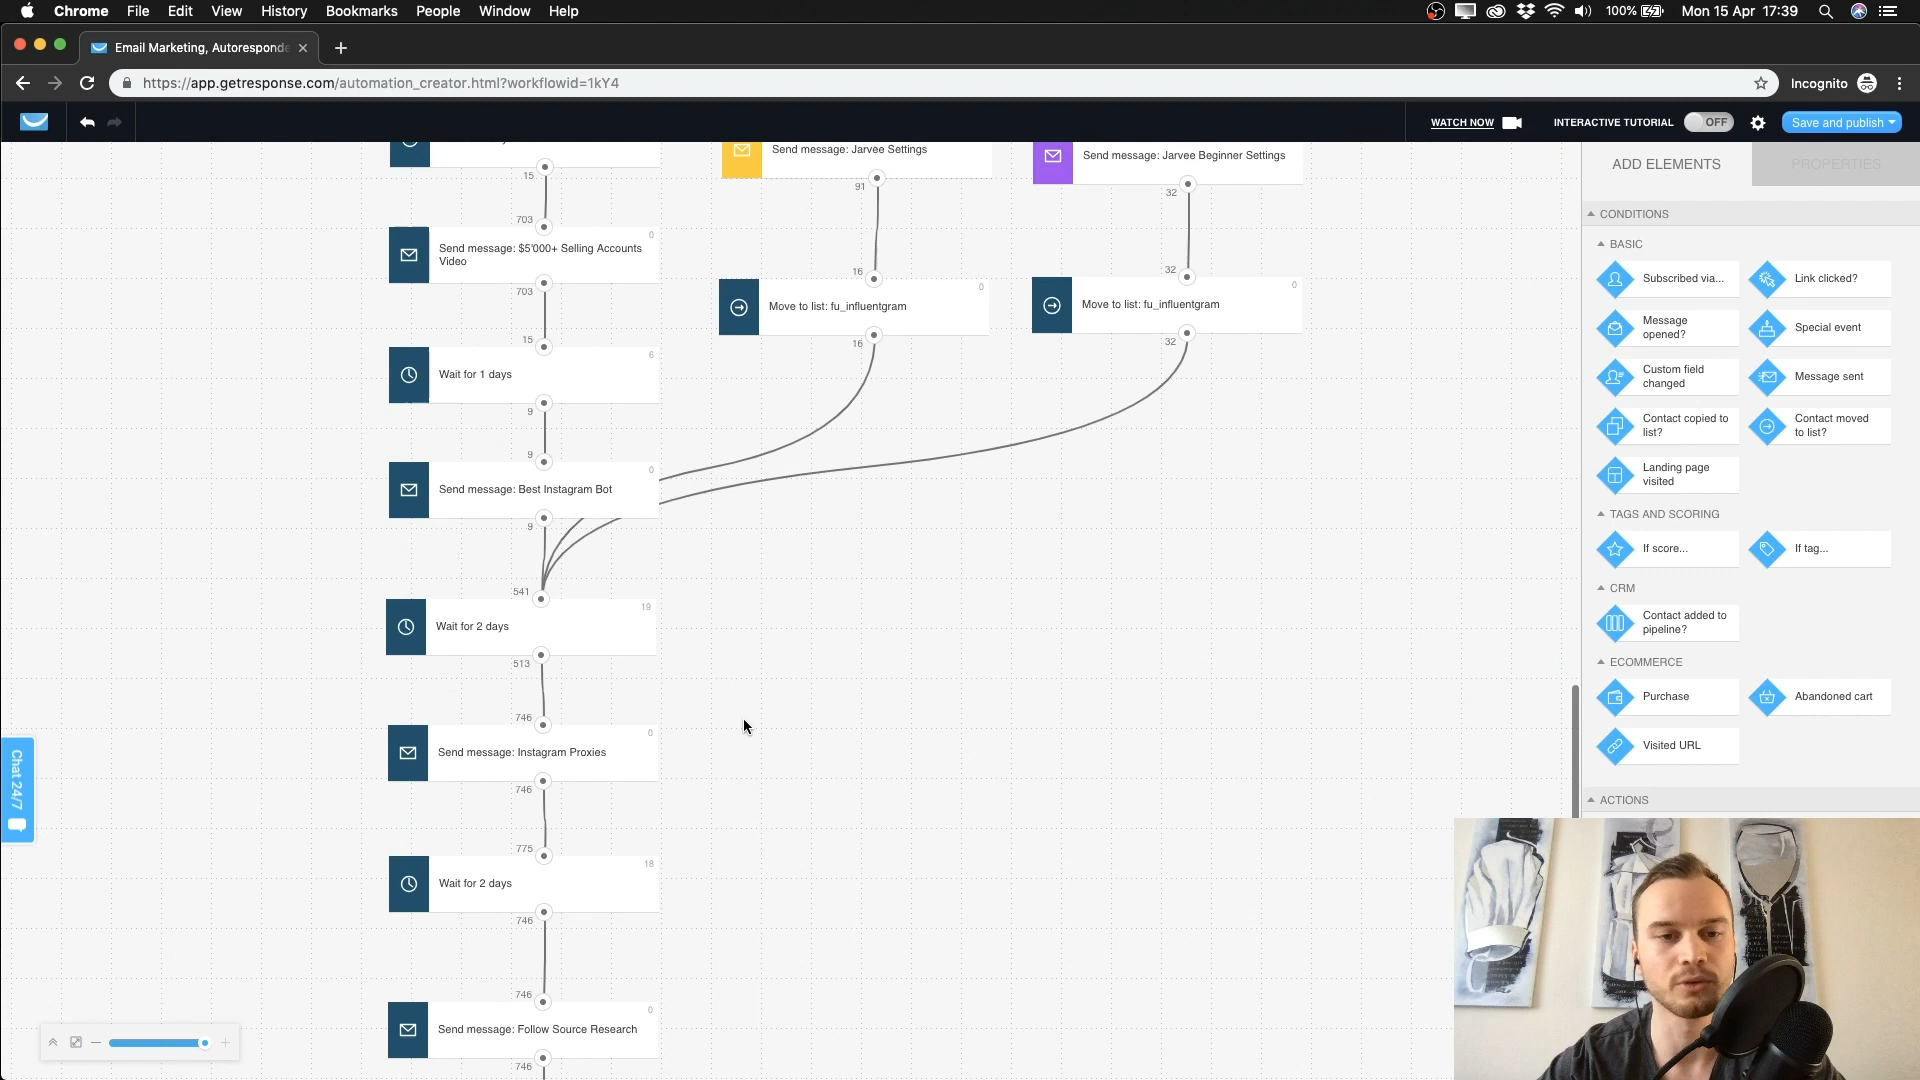 Chrome File Edit View History Bookmarks People Window Help
100% Mon 15 Apr 17:39
Email Marketing, Autoresponde
https://app.getresponse.com/automation_creator.html?workflowid=1kY4
Incognito
WATCH NOW
INTERACTIVE TUTORIAL OFF
Save and publish
Send message: Jarvee Settings
Send message: Jarvee Beginner Settings
15
91
32
703
0
Send message: $5'000+ Selling Accounts
Video
703
16
32
0
Move to list: fu_influentgram
0
Move to list: fu_influentgram
16
32
15
6
Wait for 1 days
9
9
0
Send message: Best Instagram Bot
9
541
19
Wait for 2 days
513
746
0
Send message: Instagram Proxies
746
775
18
Wait for 2 days
746
746
0
Send message: Follow Source Research
746
Chat 24/7
ADD ELEMENTS
PROPERTIES
CONDITIONS
BASIC
Subscribed via...
Link clicked?
Message
opened?
Special event
Custom field
changed
Message sent
Contact copied to
list?
Contact moved
to list?
Landing page
visited
TAGS AND SCORING
If score...
If tag...
CRM
Contact added to
pipeline?
ECOMMERCE
Purchase
Abandoned cart
Visited URL
ACTIONS